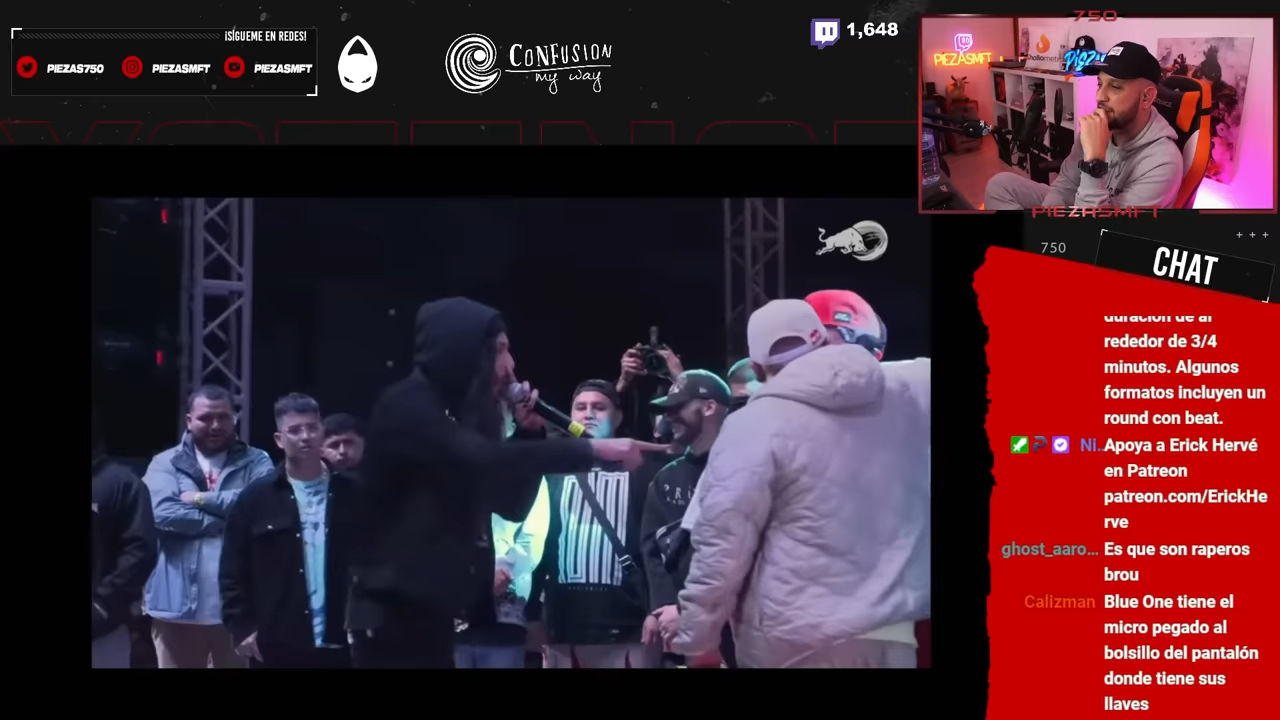 ¡SÍGUEME EN REDES!
PIEZAS750
PIEZASMFT
PIEZASMFT
CONFUSION
my way
1,648
750
PIEZASMFT
750
CHAT
rededor de 3/4
minutos. Algunos
formatos incluyen un
round con beat.
Ni.. Apoya a Erick Hervé
en Patreon
patreon.com/ErickHe
rve
ghost_aaro... Es que son raperos
brou
Calizman Blue One tiene el
micro pegado al
bolsillo del pantalón
donde tiene sus
llaves